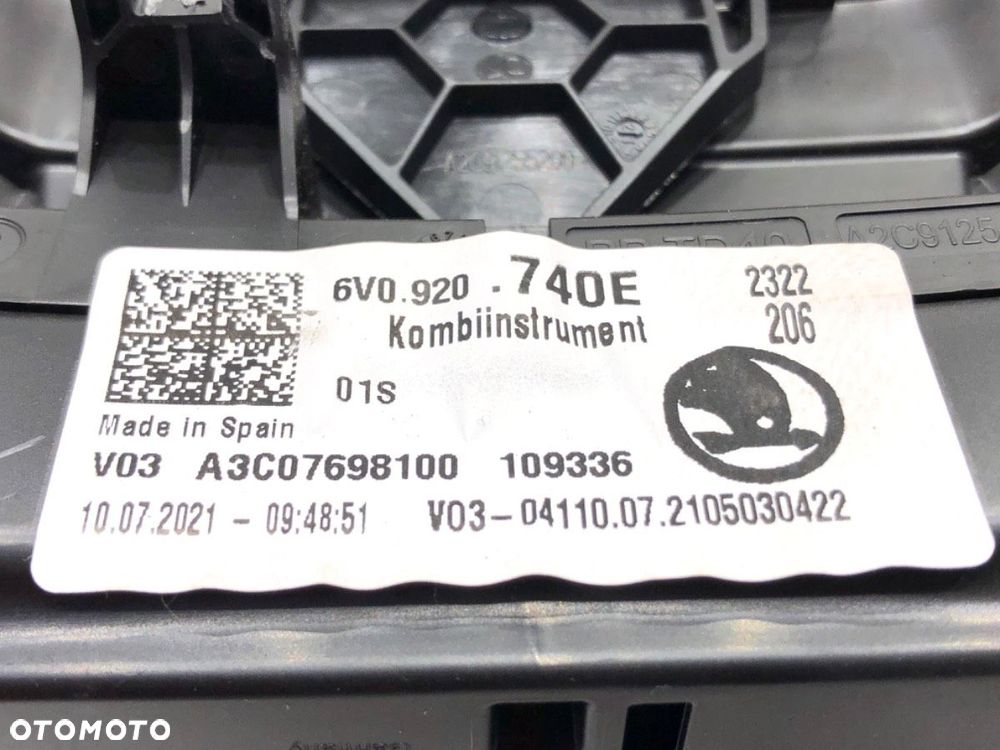 A2C9125
6V0.920 .740E 2322
Kombiinstrument 206
01S
Made in Spain
V03 A3C07698100 109336
10.07.2021 - 09:48:51 V03-04110.07.2105030422
OTOMOTO